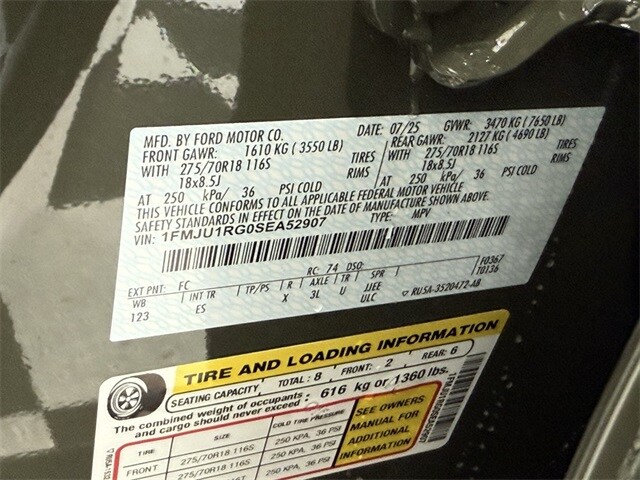 MFD. BY FORD MOTOR CO.
DATE: 07/25 GVWR: 3470 KG ( 7650 LB)
FRONT GAWR: 1610 KG ( 3550 LB) REAR GAWR: 2127 KG ( 4690 LB)
WITH 275/70R18 116S TIRES WITH 275/70R18 116S TIRES
18x8.5J RIMS 18x8.5J RIMS
AT 250 kPa/ 36 PSI COLD AT 250 kPa/ 36 PSI COLD
THIS VEHICLE CONFORMS TO ALL APPLICABLE FEDERAL MOTOR VEHICLE
SAFETY STANDARDS IN EFFECT ON THE DATE OF MANUFACTURE SHOWN ABOVE.
VIN: 1FMJU1RG0SEA52907 TYPE: MPV
EXT PNT: FC RC: 74 DSO: F0367
T0136
WB INT TR TP/PS R AXLE TR SPR
123 ES X 3L U JJEE
ULC RUSA-3520472-AB
TIRE AND LOADING INFORMATION
SEATING CAPACITY TOTAL: 8 FRONT: 2 REAR: 6
The combined weight of occupants and cargo should never exceed: 616 kg or 1360 lbs.
TIRE SIZE COLD TIRE PRESSURE
FRONT 275/70R18 116S 250 KPA, 36 PSI
275/70R18 116S 250 KPA, 36 PSI
SEE OWNERS
MANUAL FOR
ADDITIONAL
INFORMATION